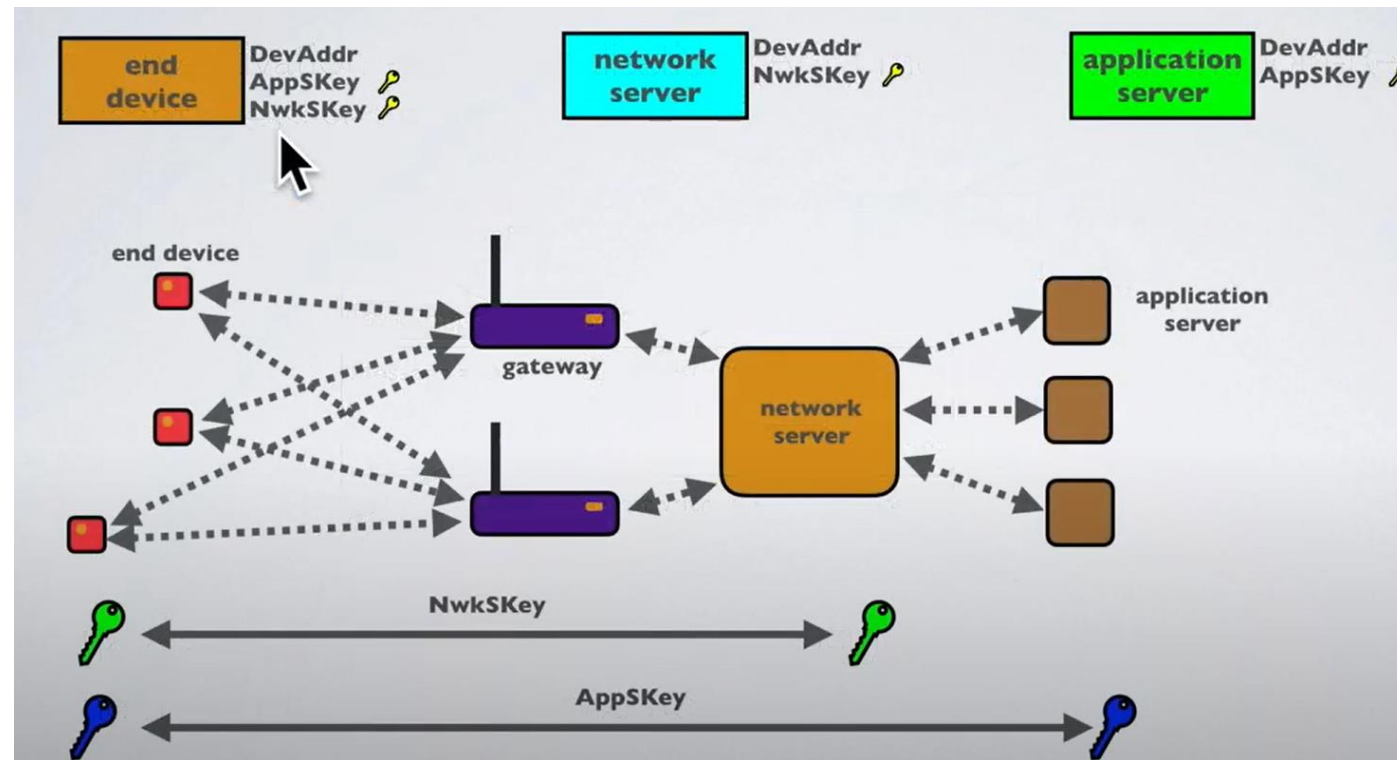 end
device
DevAddr
AppSKey
NwkSKey
network
server
DevAddr
NwkSKey
application
server
DevAddr
AppSKey
end device
gateway
network
server
application
server
NwkSKey
AppSKey